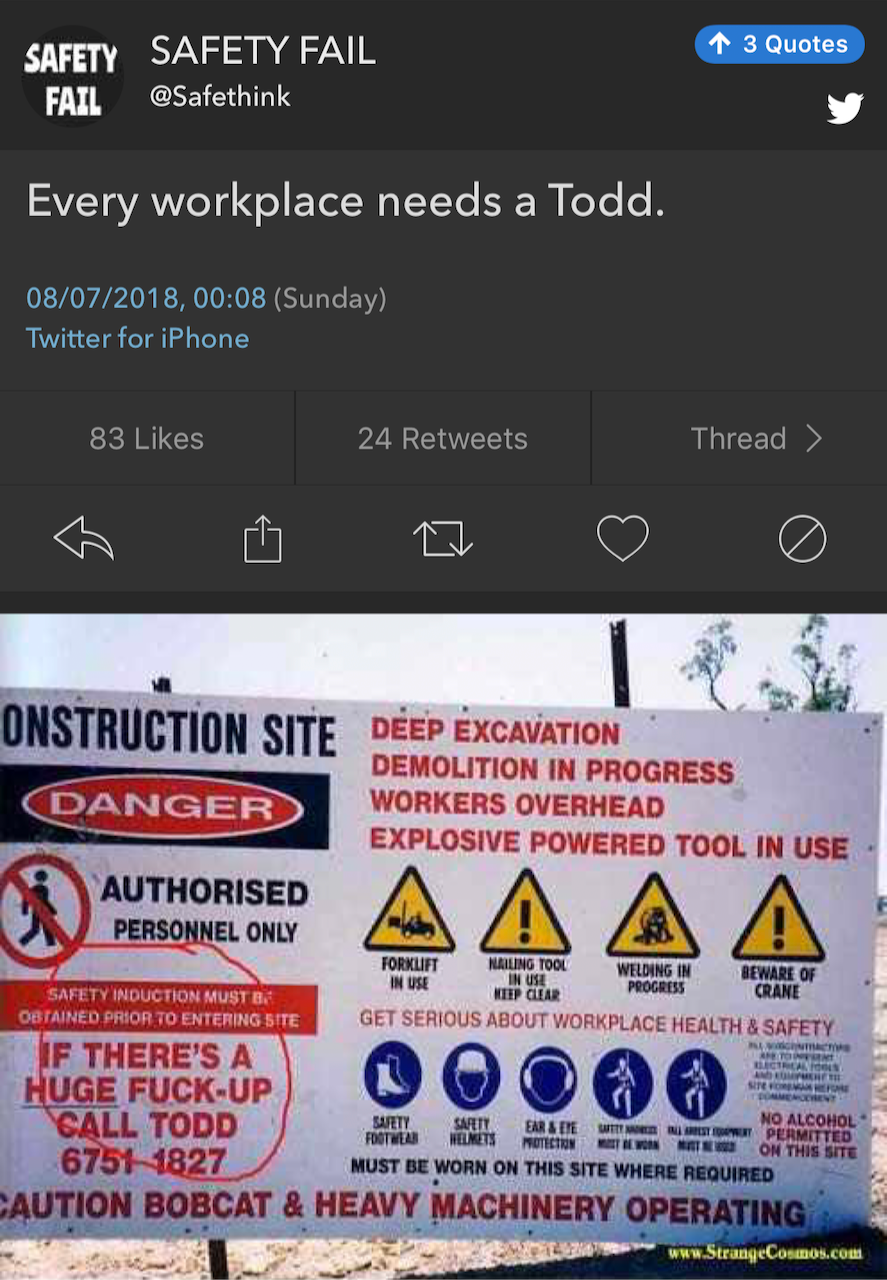 SAFETY FAIL
SAFETY FAIL
@Safethink
3 Quotes
Every workplace needs a Todd.
08/07/2018, 00:08 (Sunday)
Twitter for iPhone
83 Likes
24 Retweets
Thread
ONSTRUCTION SITE
DANGER
AUTHORISED
PERSONNEL ONLY
SAFETY INDUCTION MUST BE
OBTAINED PRIOR TO ENTERING SITE
IF THERE'S A
HUGE FUCK-UP
CALL TODD
6751 1827
DEEP EXCAVATION
DEMOLITION IN PROGRESS
WORKERS OVERHEAD
EXPLOSIVE POWERED TOOL IN USE
FORKLIFT
IN USE
NAILING TOOL
IN USE
KEEP CLEAR
WELDING IN
PROGRESS
BEWARE OF
CRANE
GET SERIOUS ABOUT WORKPLACE HEALTH & SAFETY
SAFETY
FOOTWEAR
SAFETY
HELMETS
EAR & EYE
PROTECTION
SAFETY HARNESS
MUST BE WORN
FALL ARREST EQUIPMENT
MUST BE USED
ALL SUBCONTRACTORS
ARE TO PRESENT
ELECTRICAL TOOLS
AND EQUIPMENT TO
SITE FOREMAN BEFORE
COMMENCEMENT
NO ALCOHOL
PERMITTED
ON THIS SITE
MUST BE WORN ON THIS SITE WHERE REQUIRED
CAUTION BOBCAT & HEAVY MACHINERY OPERATING
www.StrangeCosmos.com